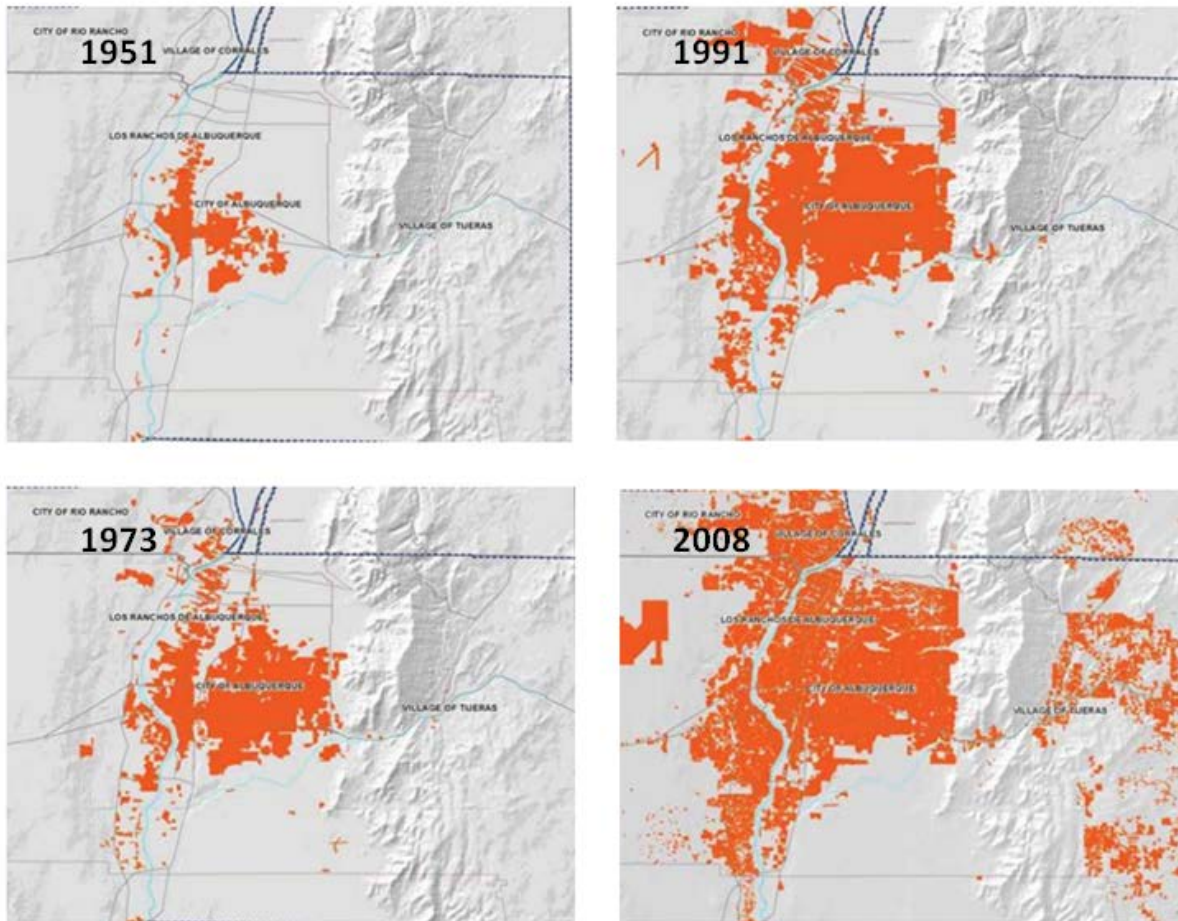 CITY OF RIO RANCHO
1951
VILLAGE OF CORRALES
LOS RANCHOS DE ALBUQUERQUE
CITY OF ALBUQUERQUE
VILLAGE OF TIJERAS
CITY OF RIO RANCHO
1991
VILLAGE OF CORRALES
LOS RANCHOS DE ALBUQUERQUE
CITY OF ALBUQUERQUE
VILLAGE OF TIJERAS
CITY OF RIO RANCHO
1973
VILLAGE OF CORRALES
LOS RANCHOS DE ALBUQUERQUE
CITY OF ALBUQUERQUE
VILLAGE OF TIJERAS
CITY OF RIO RANCHO
2008
VILLAGE OF CORRALES
LOS RANCHOS DE ALBUQUERQUE
CITY OF ALBUQUERQUE
VILLAGE OF TIJERAS